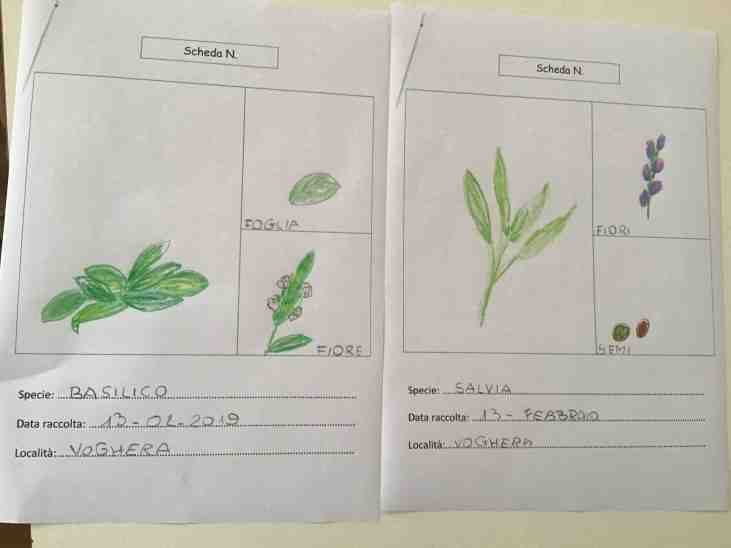 Scheda N.
FOGLIA
FIORE
Specie: BASILICO
Data raccolta: 13-02-2019
Località: VOGHERA
Scheda N.
FIORI
SEMI
Specie: SALVIA
Data raccolta: 13 - FEBBRAIO
Località: VOGHERA